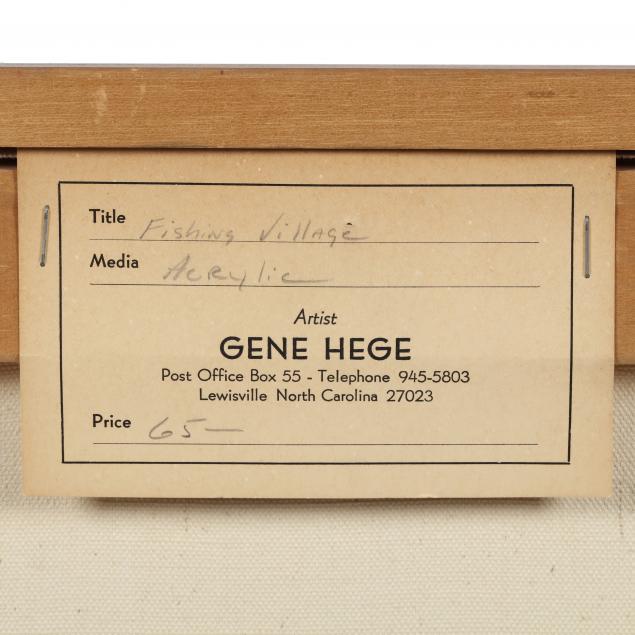 Title Fishing Village
Media Acrylic
Artist
GENE HEGE
Post Office Box 55 - Telephone 945-5803
Lewisville North Carolina 27023
Price 65—